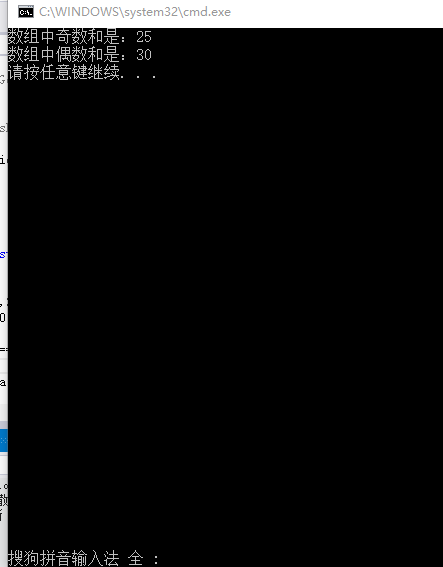 C:\WINDOWS\system32\cmd.exe
数组中奇数和是：25
数组中偶数和是：30
请按任意键继续. . .
搜狗拼音输入法 全 :